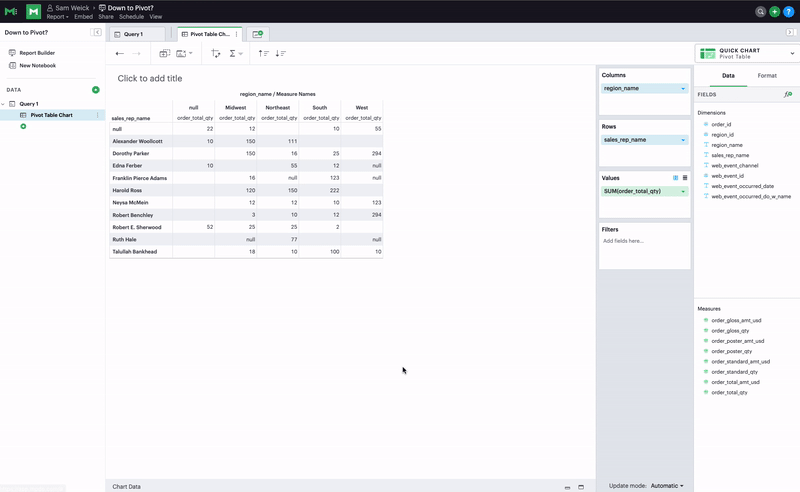 Sam Weick > Down to Pivot?
Report Embed Share Schedule View
Down to Pivot?
Query 1
Pivot Table Ch...
Report Builder
New Notebook
DATA
Query 1
Pivot Table Chart
QUICK CHART
Pivot Table
Click to add title
region_name / Measure Names
null Midwest Northeast South West
sales_rep_name order_total_qty order_total_qty order_total_qty order_total_qty order_total_qty
null 22 12 10 55
Alexander Woollcott 10 150 111
Dorothy Parker 150 16 25 294
Edna Ferber 10 55 12 null
Franklin Pierce Adams 16 null 123 null
Harold Ross 120 150 222
Neysa McMein 12 12 10 123
Robert Benchley 3 10 12 294
Robert E. Sherwood 52 25 25 2
Ruth Hale null 77 null
Talullah Bankhead 18 10 100 10
Columns
region_name
Rows
sales_rep_name
Values
SUM(order_total_qty)
Filters
Add fields here...
Data Format
FIELDS
Dimensions
order_id
region_id
region_name
sales_rep_name
web_event_channel
web_event_id
web_event_occurred_date
web_event_occurred_do_w_name
Measures
order_gloss_amt_usd
order_gloss_qty
order_poster_amt_usd
order_poster_qty
order_standard_amt_usd
order_standard_qty
order_total_amt_usd
order_total_qty
Chart Data
Update mode: Automatic